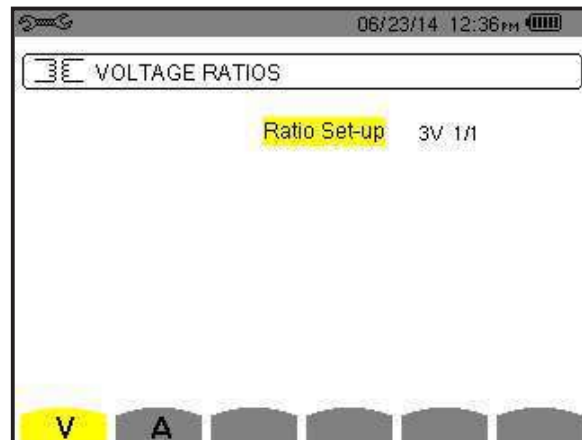 06/23/14 12:36PM
VOLTAGE RATIOS
Ratio Set-up 3V 1/1
V A